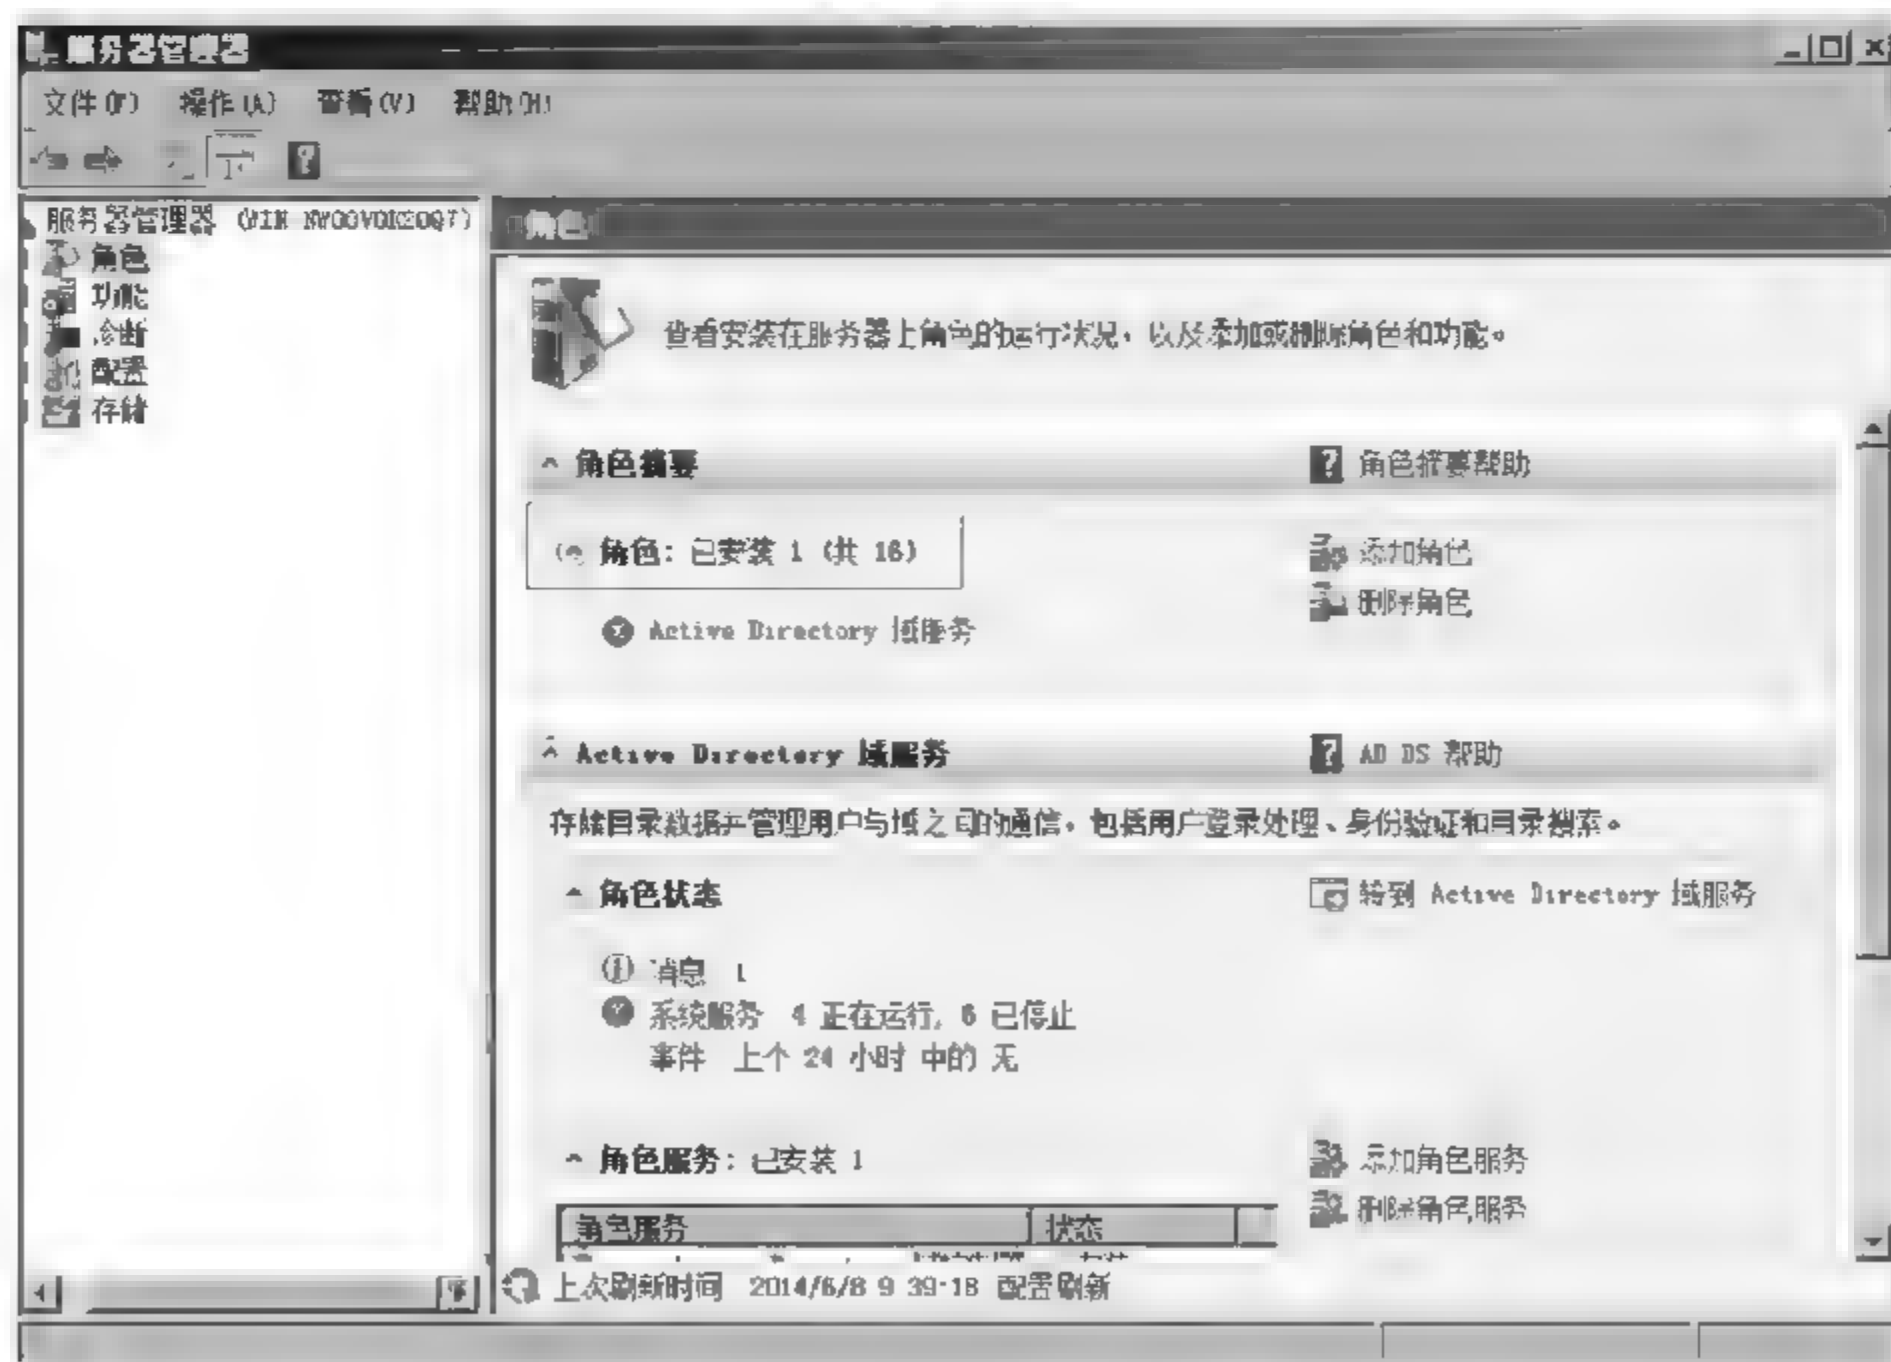 服务器管理器
文件(F) 操作(A) 查看(V) 帮助(H)
服务器管理器
角色
功能
诊断
配置
存储
角色
查看安装在服务器上角色的运行状况，以及添加或删除角色和功能。
角色摘要
角色摘要帮助
角色: 已安装 1 (共 16)
添加角色
删除角色
Active Directory 域服务
Active Directory 域服务
AD DS 帮助
存储目录数据并管理用户与域之间的通信，包括用户登录处理、身份验证和目录搜索。
角色状态
转到 Active Directory 域服务
消息 1
系统服务 4 正在运行, 6 已停止
事件 上个 24 小时 中的 无
角色服务: 已安装 1
添加角色服务
删除角色服务
角色服务 状态
上次刷新时间 2014/6/8 9 39:18 配置刷新